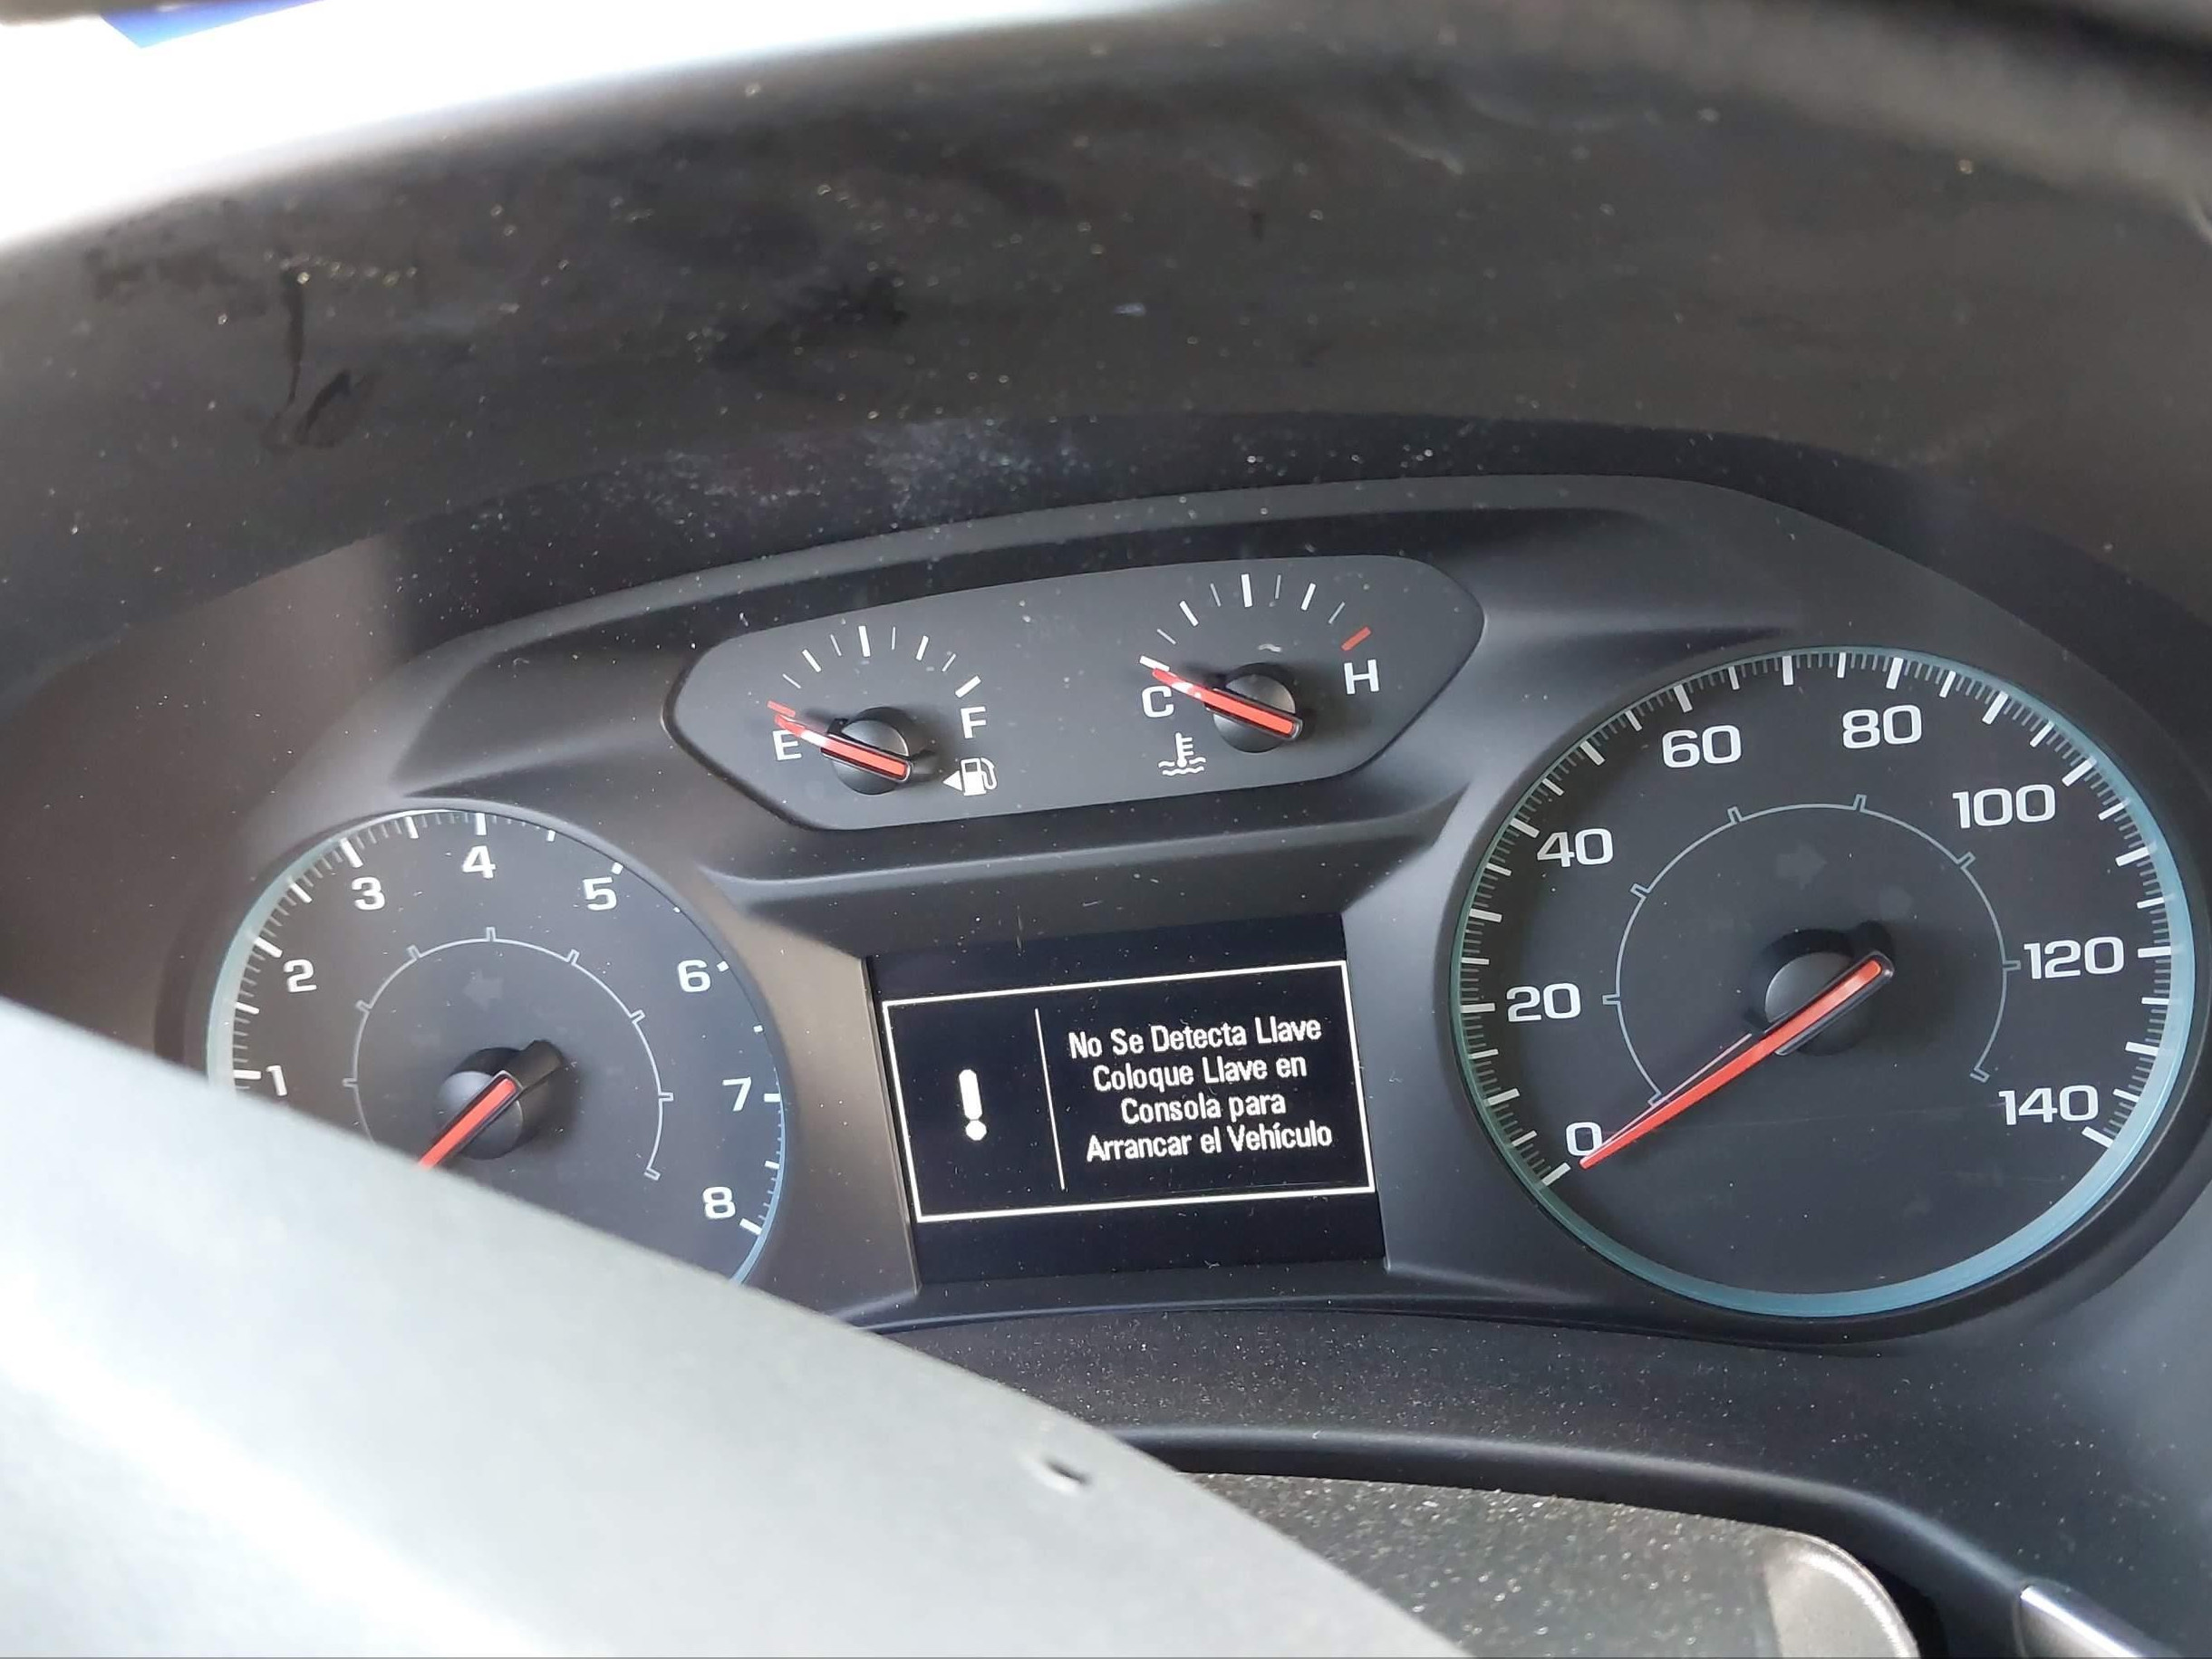 E
F
C
H
1
2
3
4
5
6
7
8
No Se Detecta Llave
Coloque Llave en
Consola para
Arrancar el Vehículo
0
20
40
60
80
100
120
140